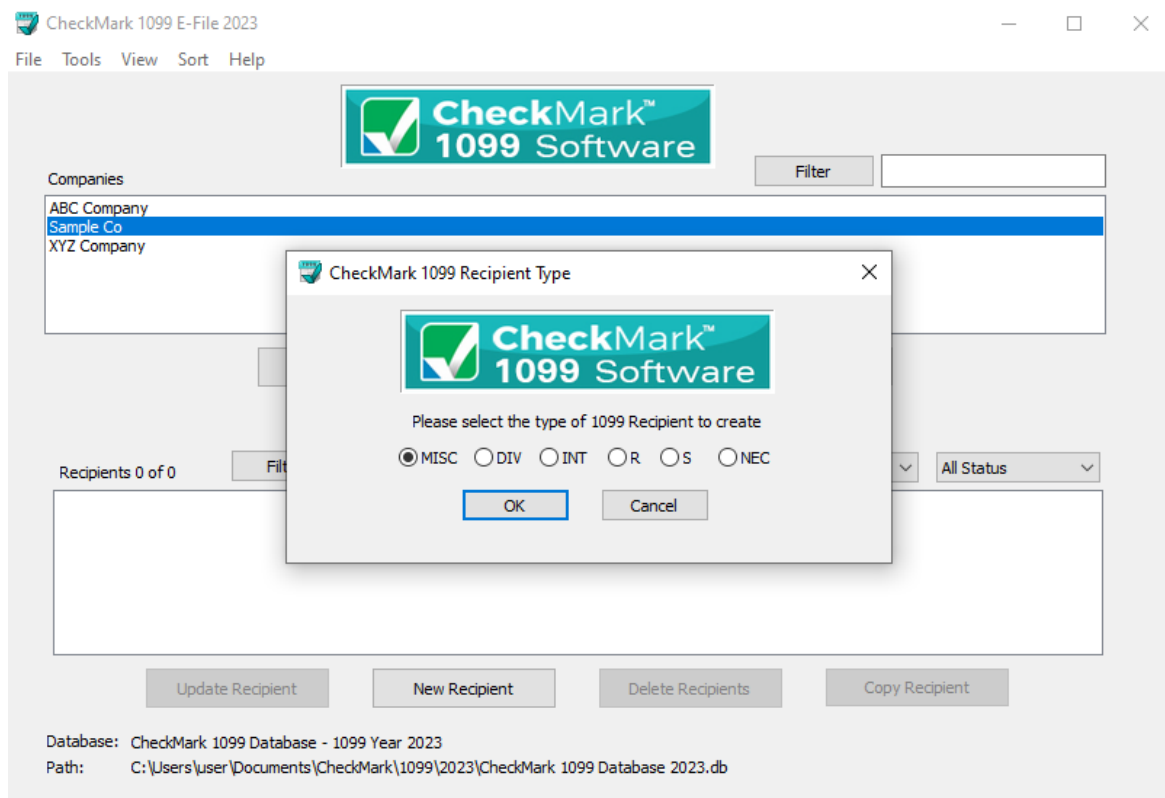 CheckMark 1099 E-File 2023
File Tools View Sort Help
CheckMark™
1099 Software
Filter
Companies
ABC Company
Sample Co
XYZ Company
CheckMark 1099 Recipient Type
CheckMark™
1099 Software
Please select the type of 1099 Recipient to create
MISC DIV INT R S NEC
OK Cancel
Recipients 0 of 0 All Status
Update Recipient New Recipient Delete Recipients Copy Recipient
Database: CheckMark 1099 Database - 1099 Year 2023
Path: C:\Users\user\Documents\CheckMark\1099\2023\CheckMark 1099 Database 2023.db